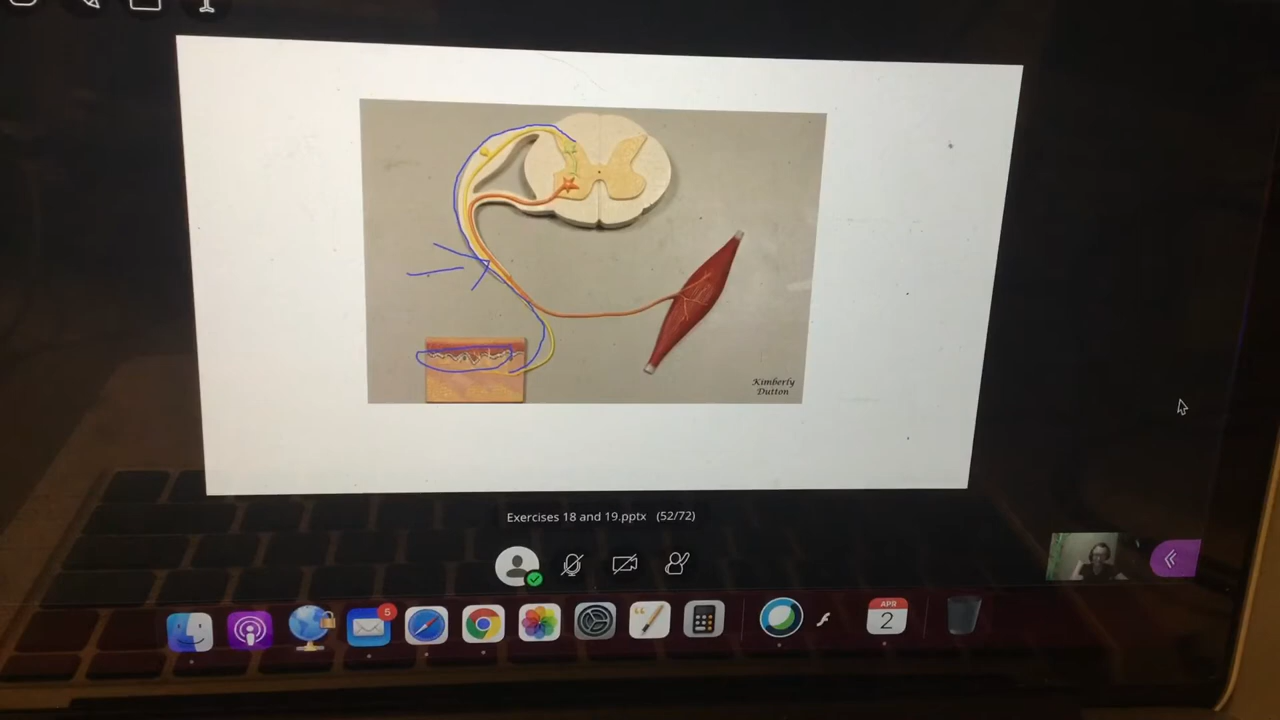 Kimberly
Dutton
Exercises 18 and 19.pptx (52/72)
5
APR
2